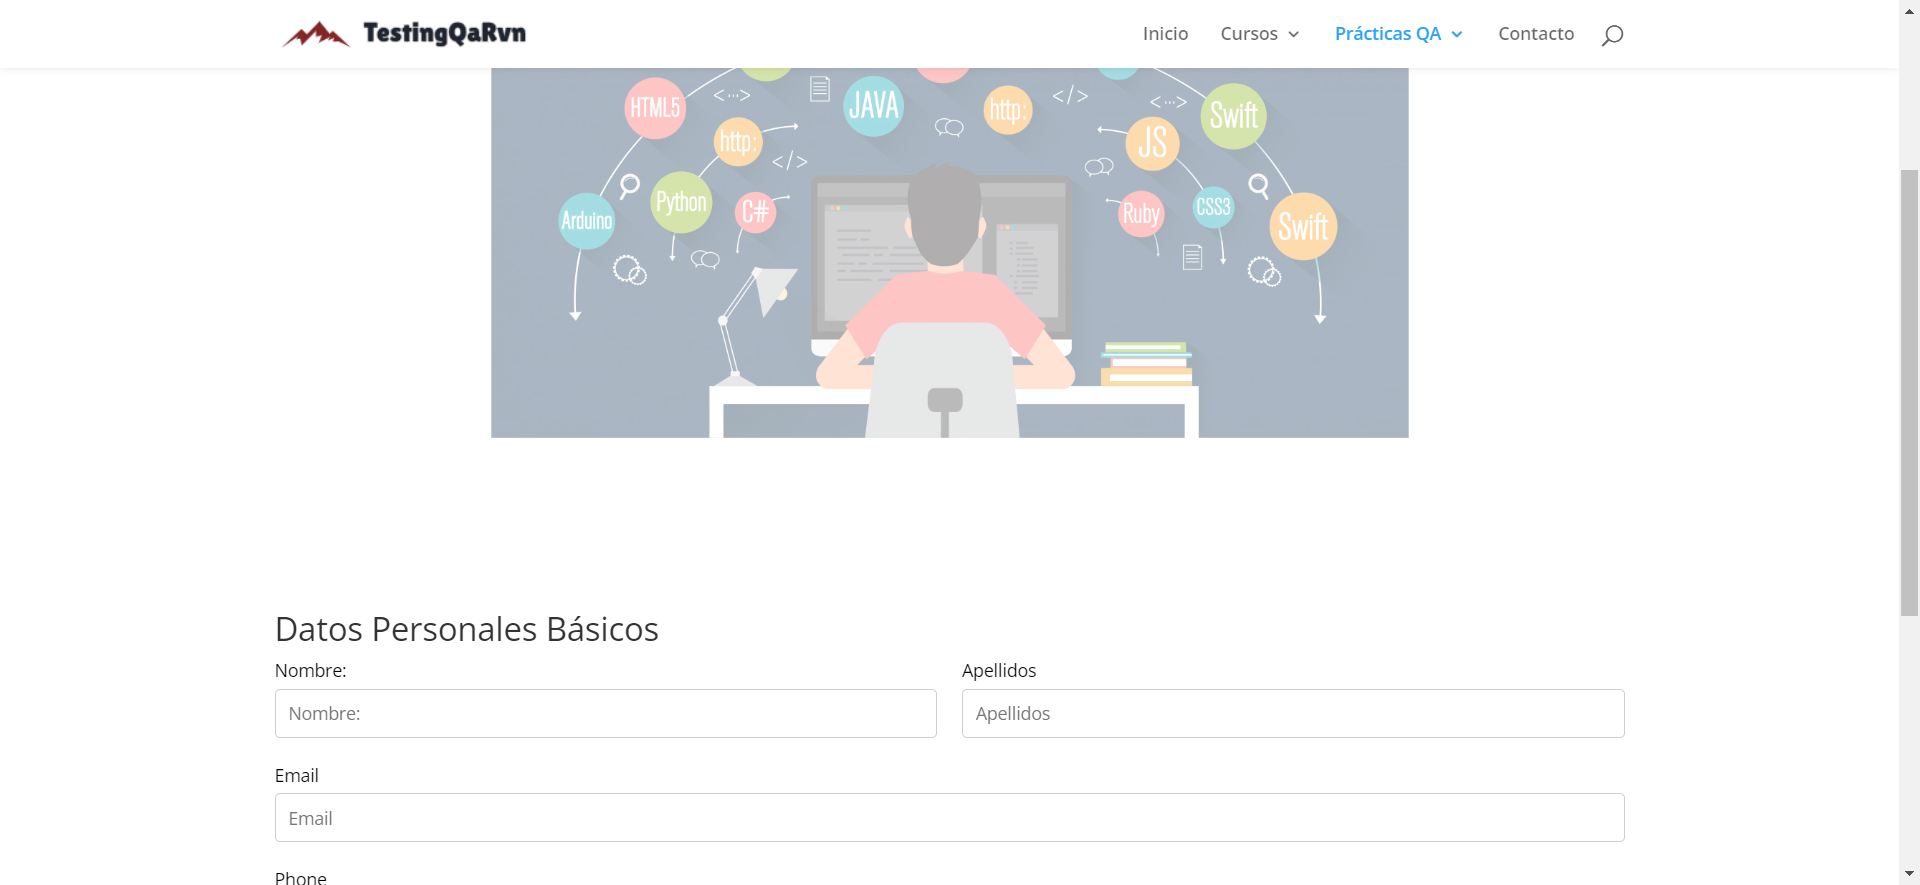 TestingQaRvn
Inicio Cursos Prácticas QA Contacto
HTML5
JAVA
http:
Swift
http:
JS
Python
C#
Arduino
Ruby
CSS3
Swift
Datos Personales Básicos
Nombre: Apellidos
Nombre: Apellidos
Email
Email
Phone